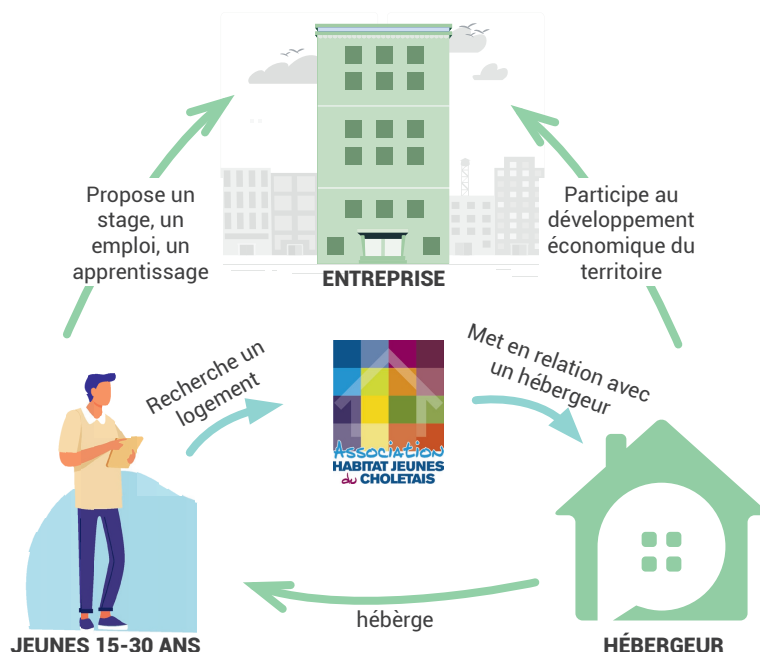 Propose un
stage, un
emploi, un
apprentissage
Participe au
développement
économique du
territoire
ENTREPRISE
Recherche un
logement
Met en relation avec
un hébergeur
ASSOCIATION
HABITAT JEUNES
du CHOLETAIS
hébèrge
JEUNES 15-30 ANS
HÉBERGEUR